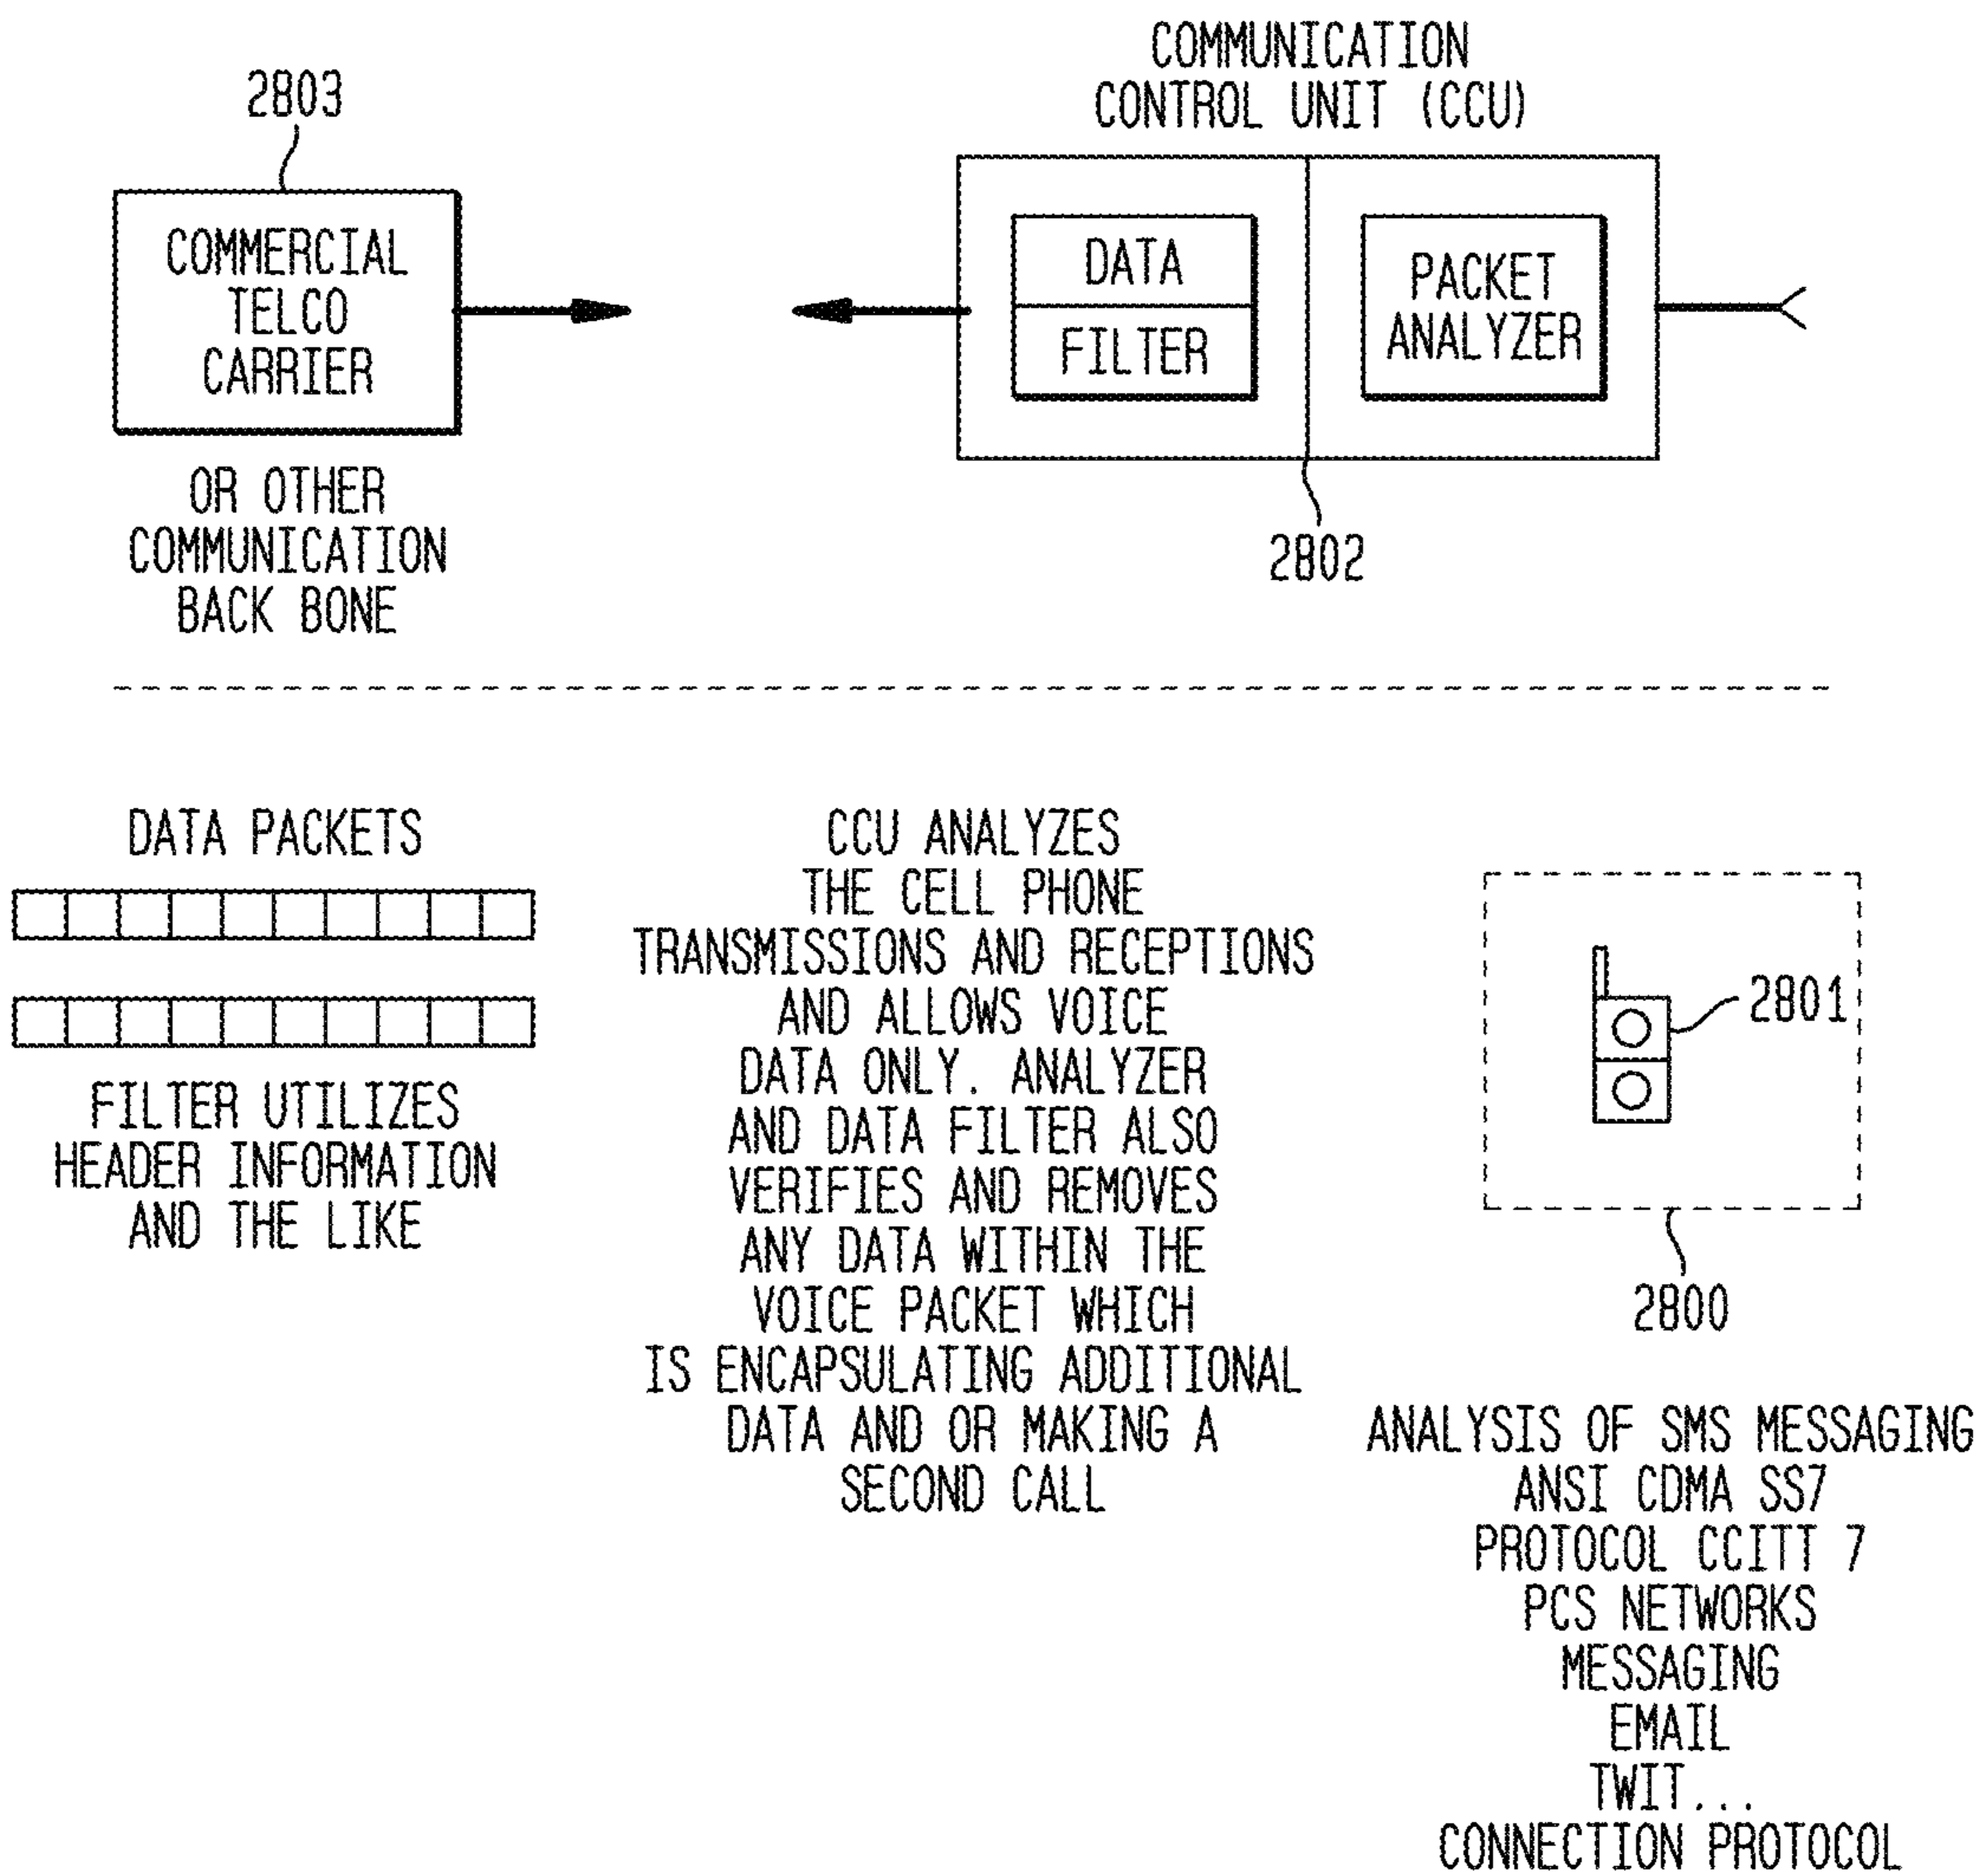 2803
COMMERCIAL
TELCO
CARRIER
OR OTHER
COMMUNICATION
BACK BONE
COMMUNICATION
CONTROL UNIT (CCU)
DATA
FILTER
PACKET
ANALYZER
2802
DATA PACKETS
FILTER UTILIZES
HEADER INFORMATION
AND THE LIKE
CCU ANALYZES
THE CELL PHONE
TRANSMISSIONS AND RECEPTIONS
AND ALLOWS VOICE
DATA ONLY. ANALYZER
AND DATA FILTER ALSO
VERIFIES AND REMOVES
ANY DATA WITHIN THE
VOICE PACKET WHICH
IS ENCAPSULATING ADDITIONAL
DATA AND OR MAKING A
SECOND CALL
2801
2800
ANALYSIS OF SMS MESSAGING
ANSI CDMA SS7
PROTOCOL CCITT 7
PCS NETWORKS
MESSAGING
EMAIL
TWIT...
CONNECTION PROTOCOL